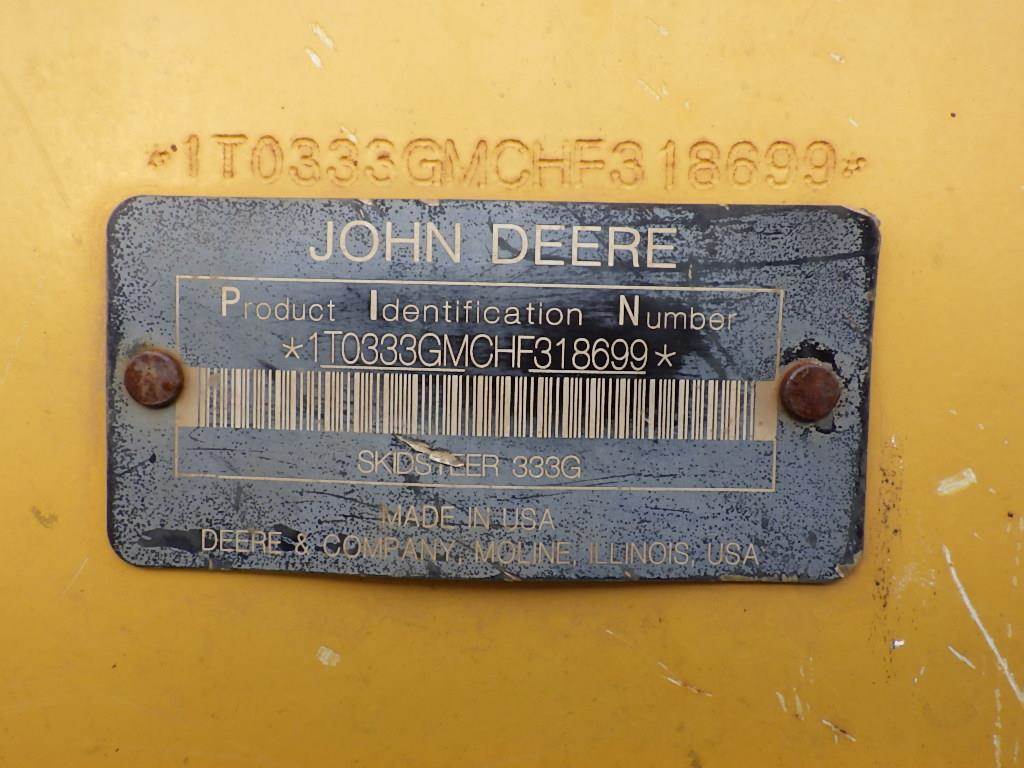 *1T0333GMCHF318699*
JOHN DEERE
Product Identification Number
*1T0333GMCHF318699*
SKIDSTEER 333G
MADE IN USA
DEERE & COMPANY, MOLINE, ILLINOIS, USA